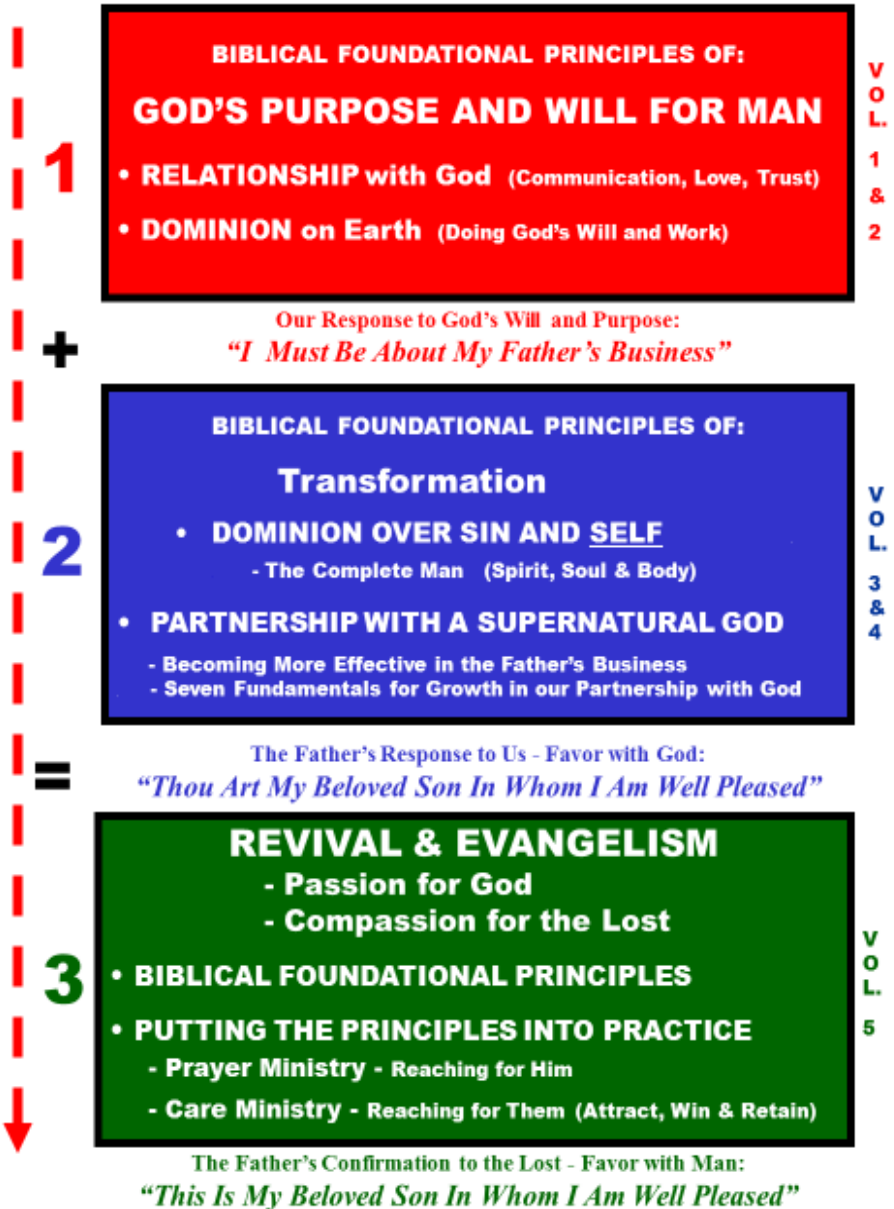 BIBLICAL FOUNDATIONAL PRINCIPLES OF:
GOD'S PURPOSE AND WILL FOR MAN
1
• RELATIONSHIP with God (Communication, Love, Trust)
• DOMINION on Earth (Doing God's Will and Work)
VOL. 1 & 2
Our Response to God's Will and Purpose:
+
"I Must Be About My Father's Business"
BIBLICAL FOUNDATIONAL PRINCIPLES OF:
Transformation
2
• DOMINION OVER SIN AND SELF
- The Complete Man (Spirit, Soul & Body)
• PARTNERSHIP WITH A SUPERNATURAL GOD
- Becoming More Effective in the Father's Business
- Seven Fundamentals for Growth in our Partnership with God
VOL. 3 & 4
The Father's Response to Us - Favor with God:
=
"Thou Art My Beloved Son In Whom I Am Well Pleased"
REVIVAL & EVANGELISM
- Passion for God
- Compassion for the Lost
3
• BIBLICAL FOUNDATIONAL PRINCIPLES
• PUTTING THE PRINCIPLES INTO PRACTICE
- Prayer Ministry - Reaching for Him
- Care Ministry - Reaching for Them (Attract, Win & Retain)
VOL. 5
The Father's Confirmation to the Lost - Favor with Man:
"This Is My Beloved Son In Whom I Am Well Pleased"